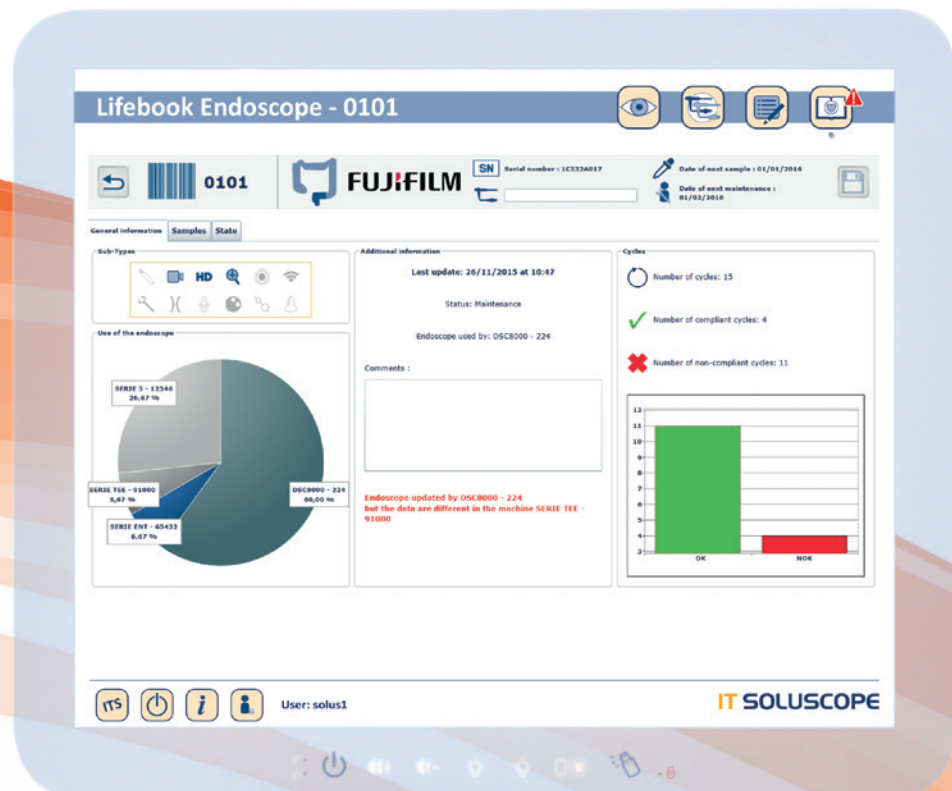 Lifebook Endoscope - 0101
0101
FUJIFILM
SN
Serial number : 1C332A017
Date of next sample : 01/01/2016
Date of next maintenance :
01/02/2016
General information
Samples
State
Sub-Types
HD
Use of the endoscope
SERIE 3 - 12346
26,67 %
SERIE TEE - 91000
6,67 %
SERIE ENT - 65432
6,67 %
DSC8000 - 224
60,00 %
Additional information
Last update: 26/11/2015 at 10:47
Status: Maintenance
Endoscope used by: DSC8000 - 224
Comments :
Endoscope updated by DSC8000 - 224
but the data are different in the machine SERIE TEE -
91000
Cycles
Number of cycles: 15
Number of compliant cycles: 4
Number of non-compliant cycles: 11
12
11
10
9
8
7
6
5
4
3
OK
NOK
ITS
i
User: solus1
IT SOLUSCOPE